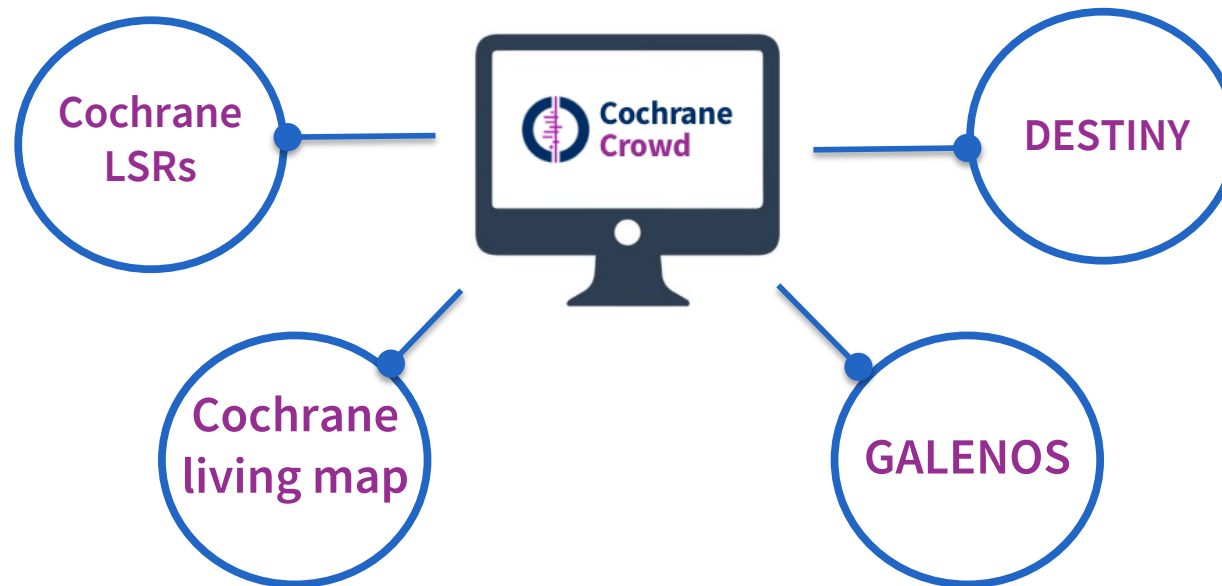 Cochrane
LSRs
Cochrane
Crowd
DESTINY
Cochrane
living map
GALENOS